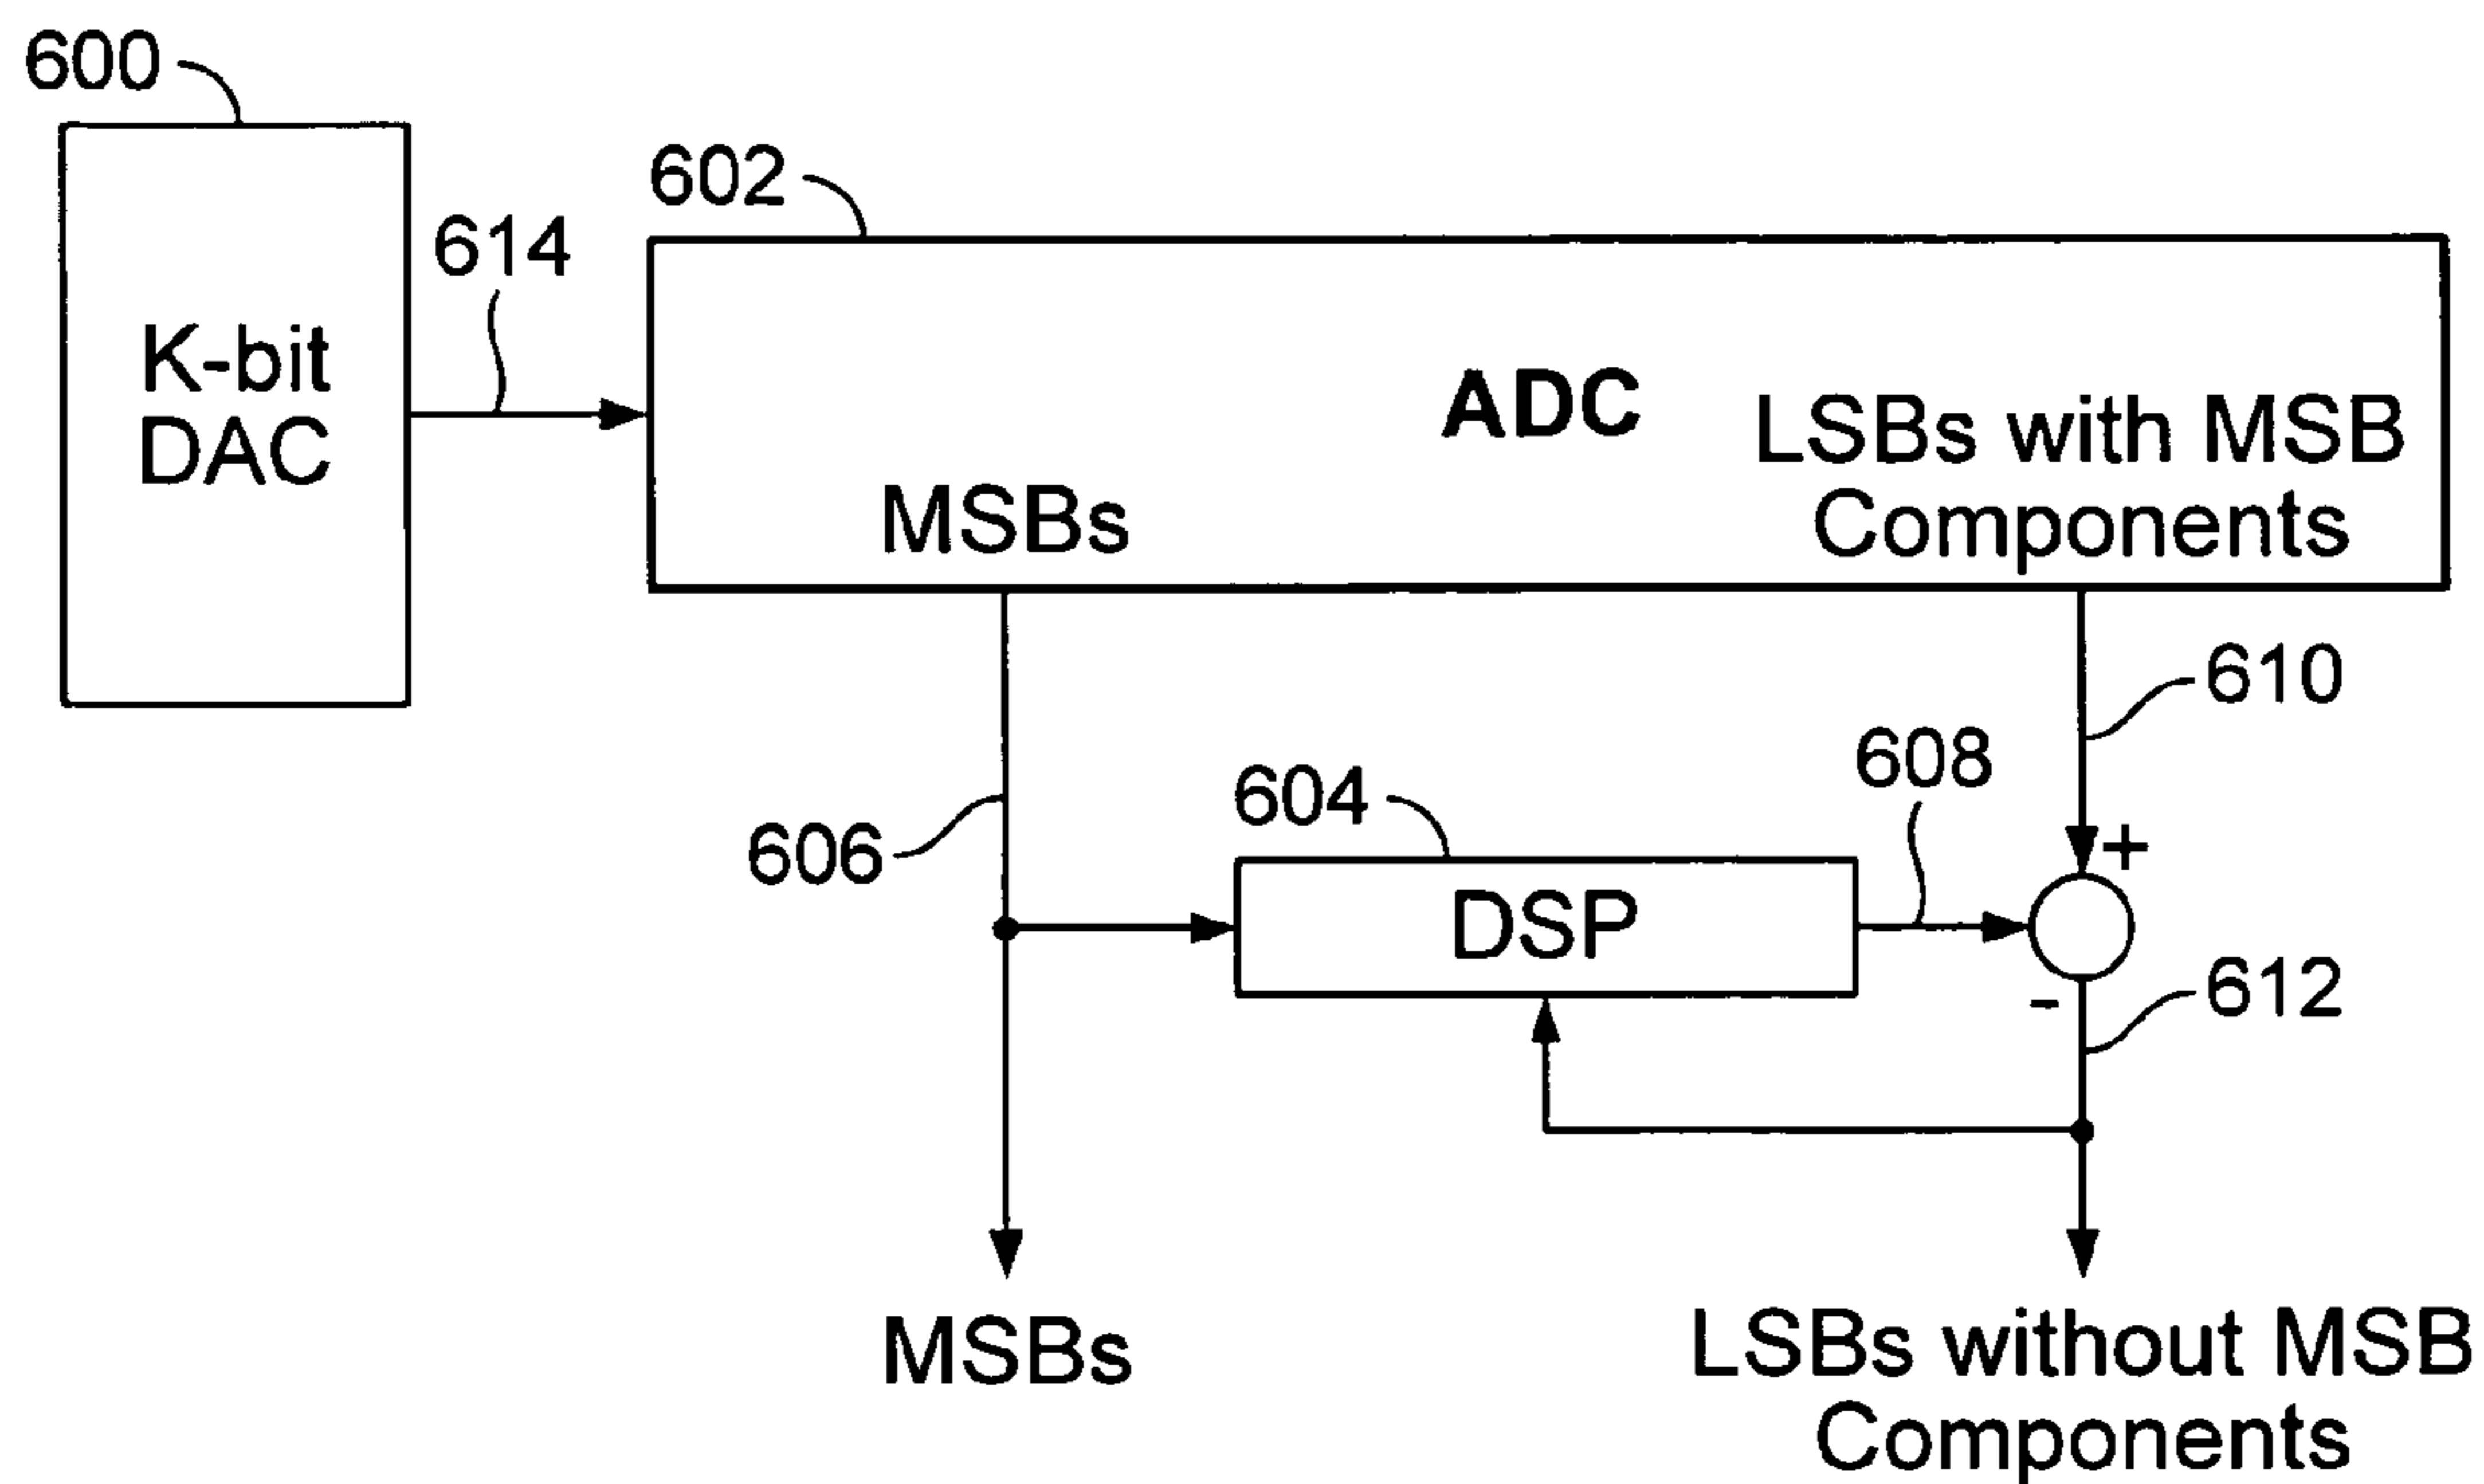 600
602
614
K-bit
DAC
ADC
LSBs with MSB
Components
MSBs
610
608
604
606
+
DSP
-
612
MSBs
LSBs without MSB
Components